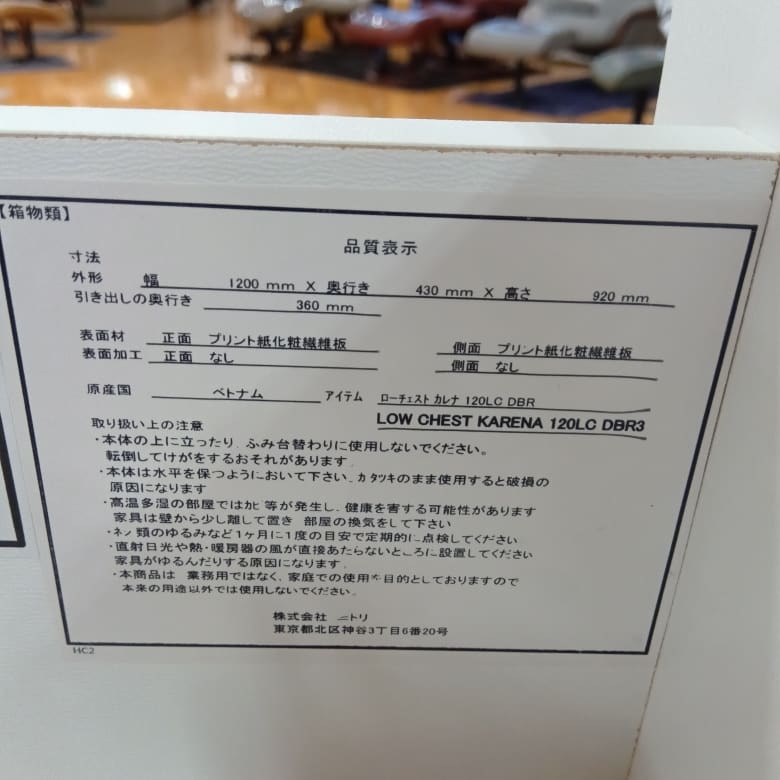 【箱物類】
品質表示
寸法
外形 幅 1200 mm X 奥行き 430 mm X 高さ 920 mm
引き出しの奥行き 360 mm
表面材 正面 プリント紙化粧繊維板 側面 プリント紙化粧繊維板
表面加工 正面 なし 側面 なし
原産国 ベトナム アイテム ローチェスト カレナ 120LC DBR
LOW CHEST KARENA 120LC DBR3
取り扱い上の注意
・本体の上に立ったり、ふみ台替わりに使用しないでください。
転倒してけがをするおそれがあります
・本体は水平を保つようにおいて下さい。ガタツキのまま使用すると破損の
原因になります
・高温多湿の部屋ではカビ等が発生し、健康を害する可能性があります
家具は壁から少し離して置き 部屋の換気をして下さい
・ネジ類のゆるみなど1ヶ月に1度の目安で定期的に点検してください
・直射日光や熱・暖房器の風が直接あたらないところに設置してください
家具がゆるんだりする原因になります。
・本商品は 業務用ではなく、家庭での使用を目的としておりますので
本来の用途以外では使用しないでください。
株式会社 ニトリ
東京都北区神谷3丁目6番20号
HC2